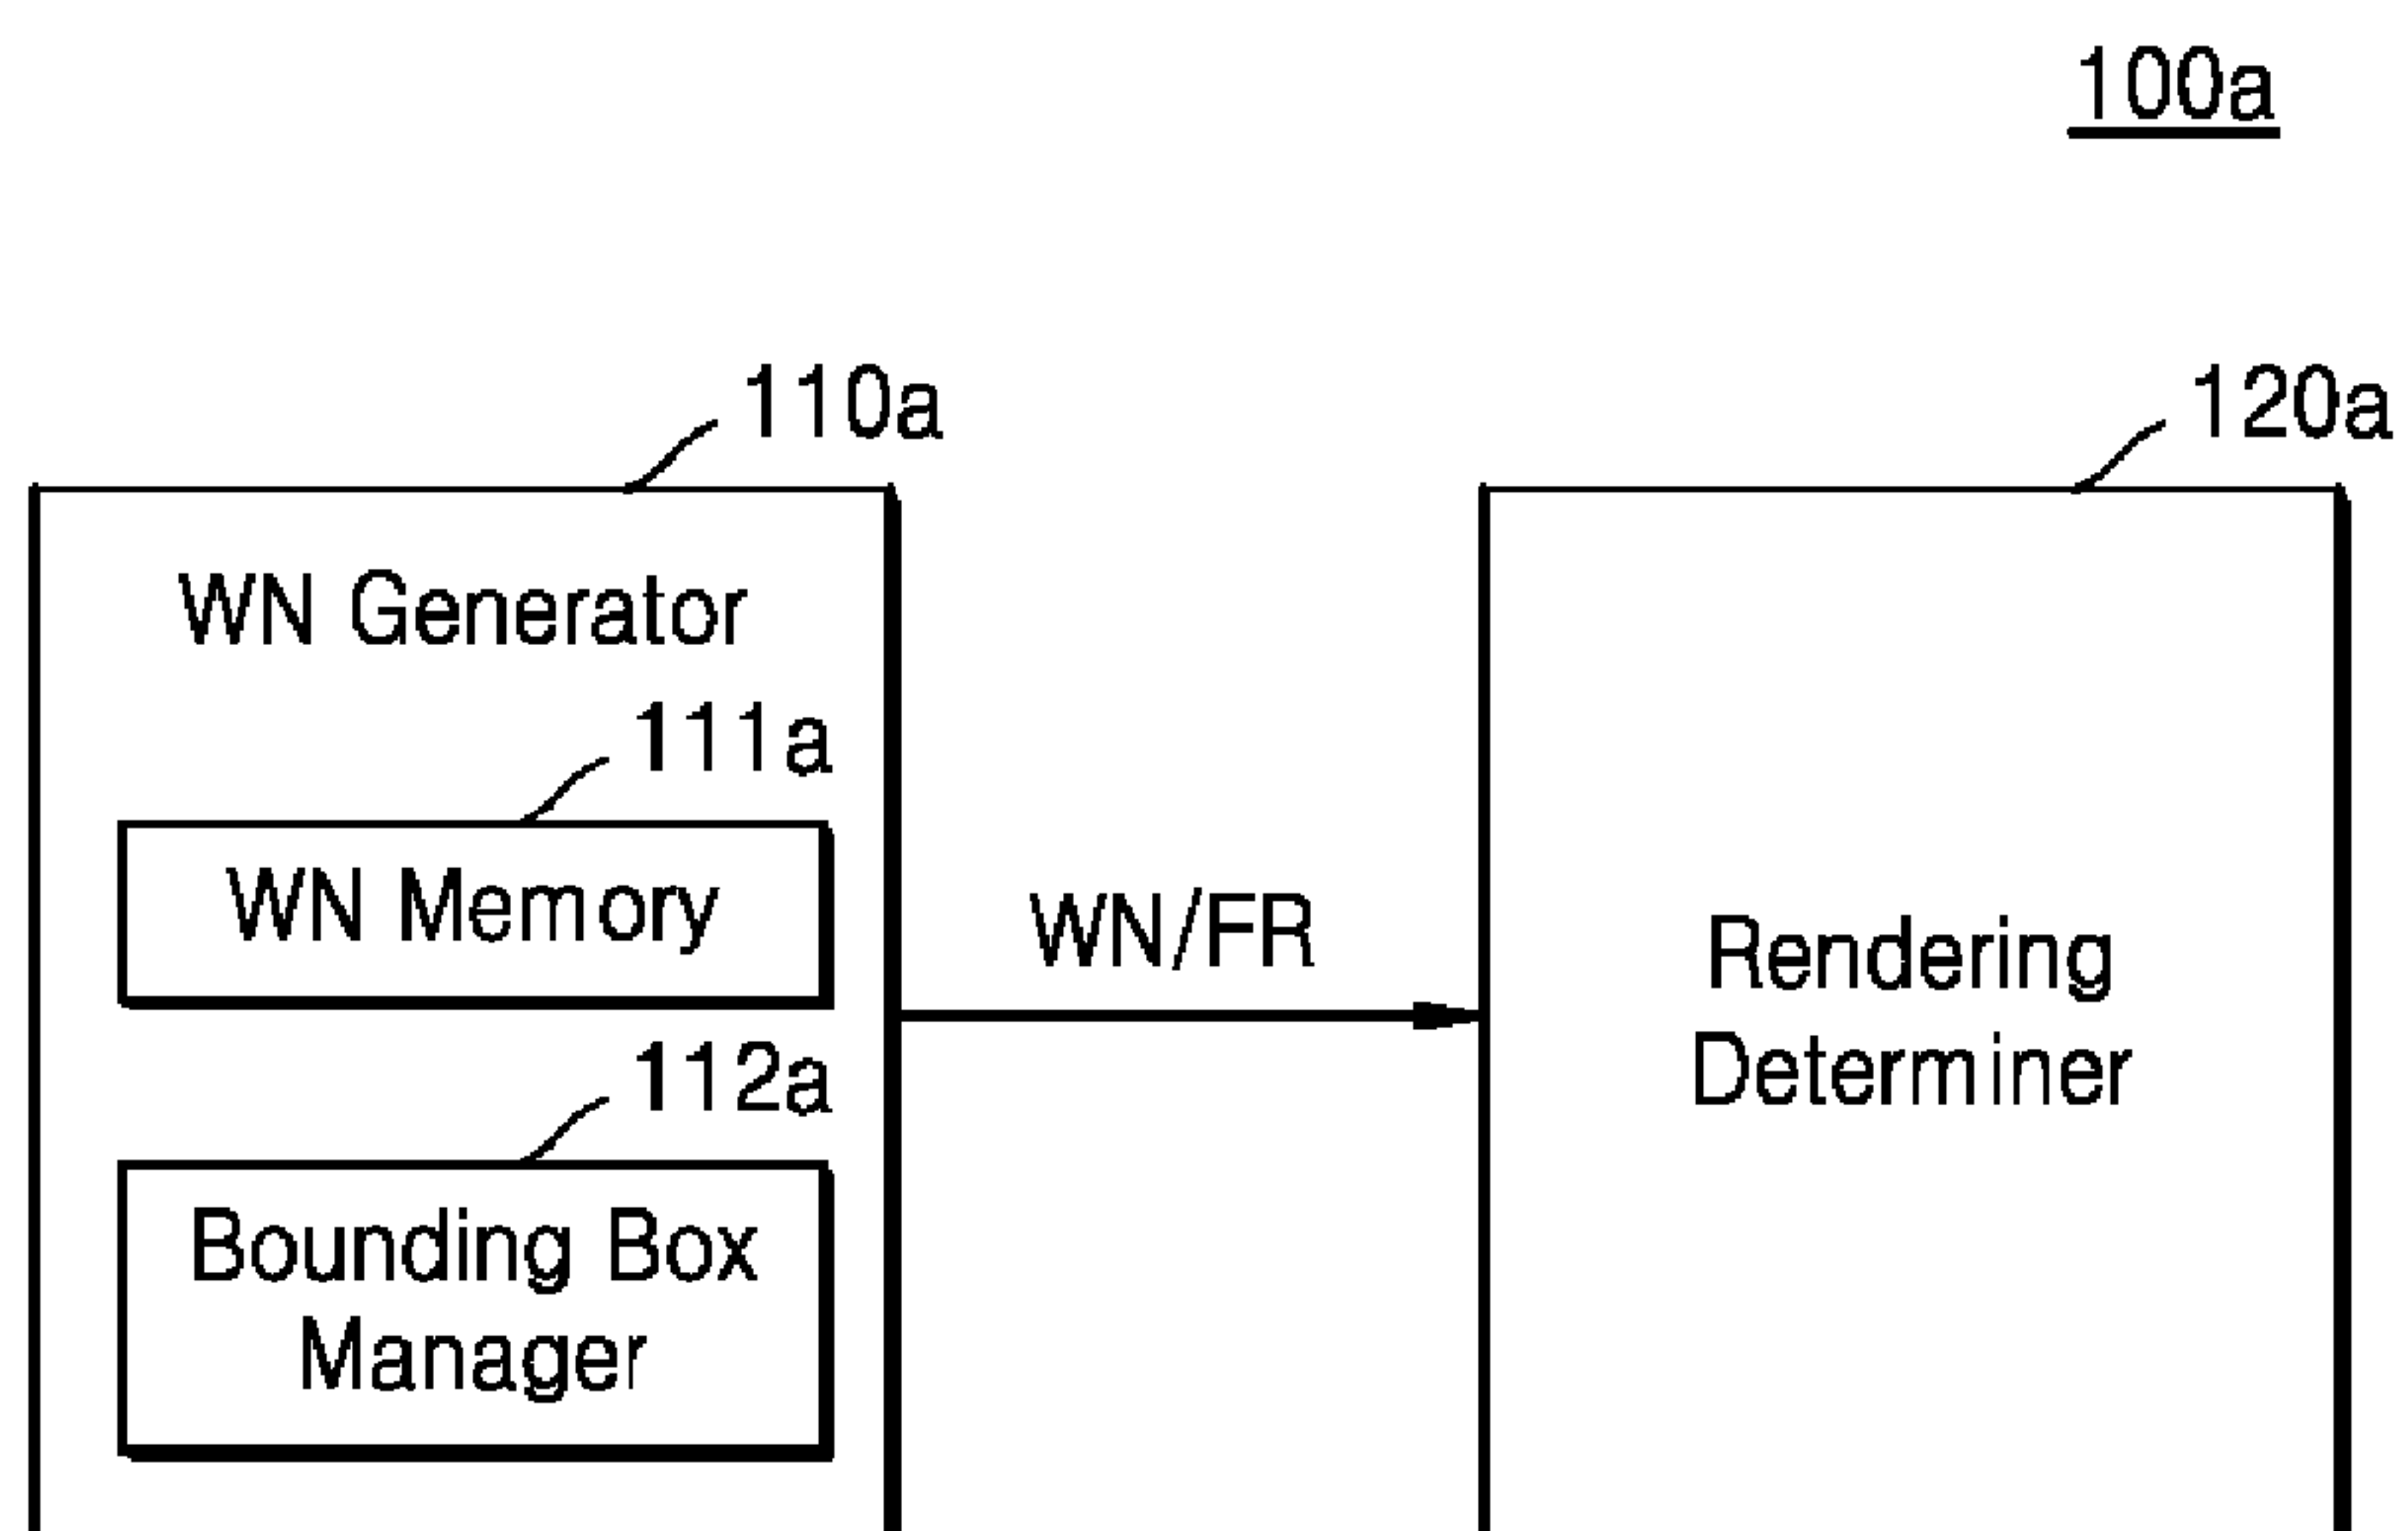 100a
110a
120a
WN Generator
111a
WN Memory
WN/FR
Rendering
Determiner
112a
Bounding Box
Manager